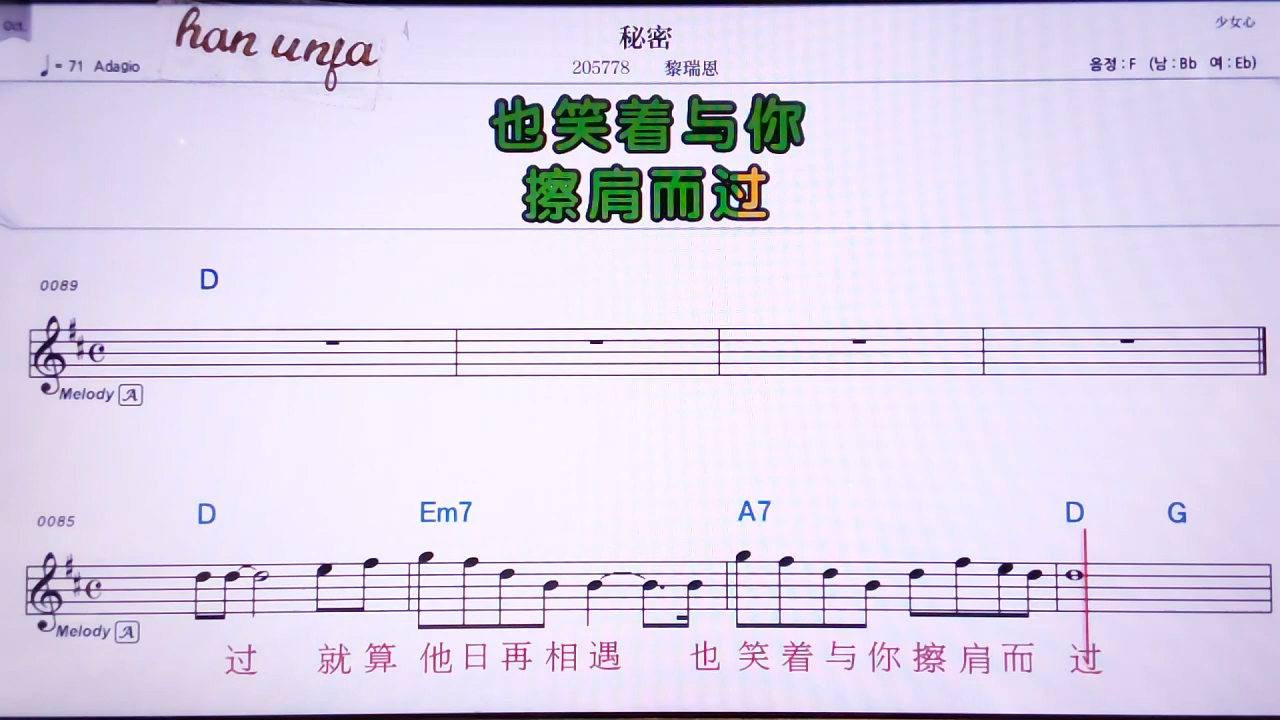 Oct.
han unfa
秘密
少女心
= 71 Adagio
205778 黎瑞恩
음정 : F (남 : Bb 여 : Eb)
也笑着与你
擦肩而过
0089
D
Melody A
0085
D Em7 A7 D G
Melody A
过 就算他日再相遇 也笑着与你擦肩而 过